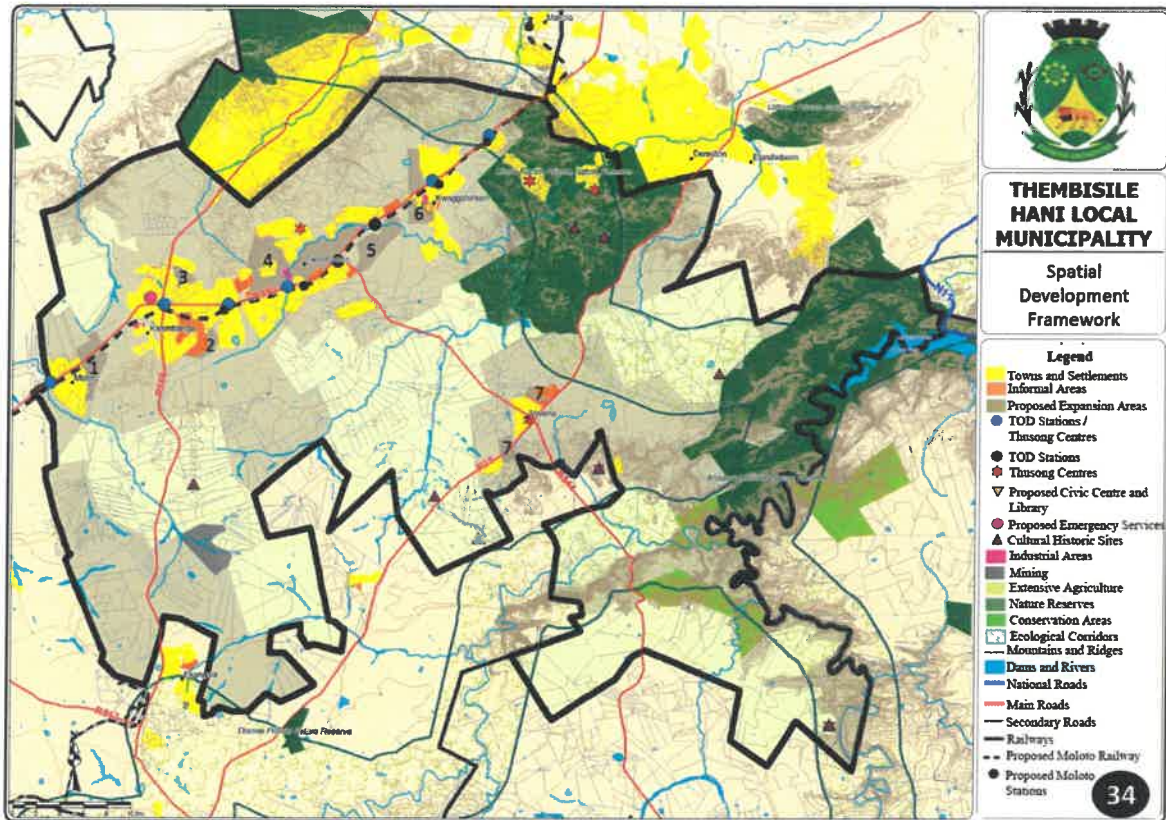 THEMBISILE
HANI LOCAL
MUNICIPALITY
Spatial
Development
Framework
Legend
Towns and Settlements
Informal Areas
Proposed Expansion Areas
TOD Stations /
Thusong Centres
TOD Stations
Thusong Centres
Proposed Civic Centre and
Library
Proposed Emergency Services
Cultural Historic Sites
Industrial Areas
Mining
Extensive Agriculture
Nature Reserves
Conservation Areas
Ecological Corridors
Mountains and Ridges
Dams and Rivers
National Roads
Main Roads
Secondary Roads
Railways
Proposed Moloto Railway
Proposed Moloto
Stations
34
1
2
3
4
5
6
7
7